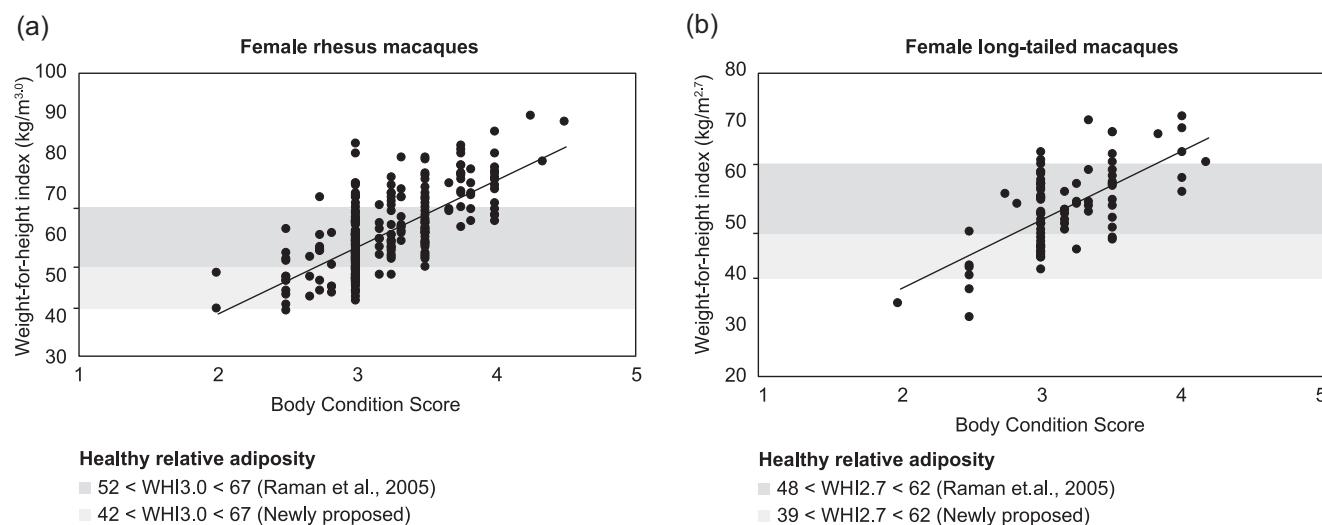 (a)
Female rhesus macaques
Weight-for-height index (kg/m3.0)
100
90
80
70
60
50
40
30
1 2 3 4 5
Body Condition Score
Healthy relative adiposity
52 < WHI3.0 < 67 (Raman et.al., 2005)
42 < WHI3.0 < 67 (Newly proposed)
(b)
Female long-tailed macaques
Weight-for-height index (kg/m2.7)
80
70
60
50
40
30
20
1 2 3 4 5
Body Condition Score
Healthy relative adiposity
48 < WHI2.7 < 62 (Raman et.al., 2005)
39 < WHI2.7 < 62 (Newly proposed)